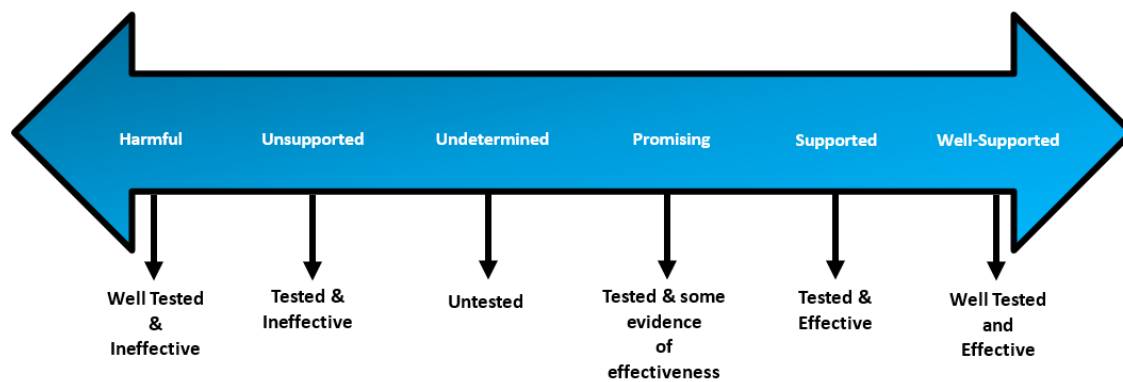 Harmful
Unsupported
Undetermined
Promising
Supported
Well-Supported
Well Tested
&
Ineffective
Tested &
Ineffective
Untested
Tested & some
evidence
of
effectiveness
Tested &
Effective
Well Tested
and
Effective